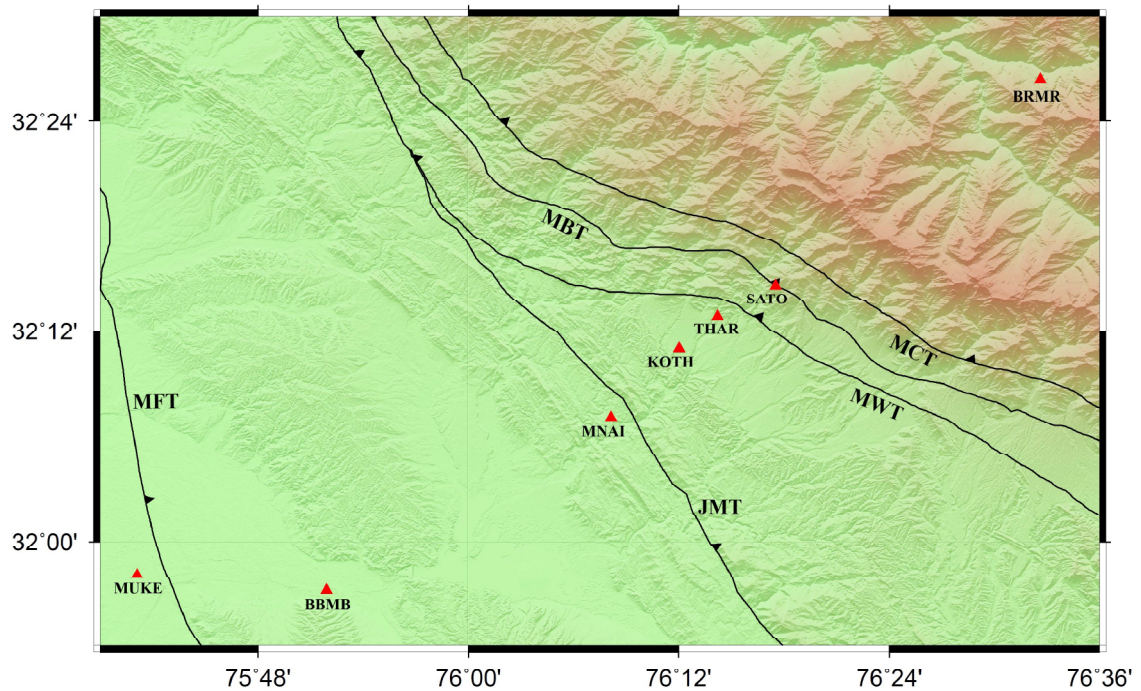 BRMR
32°24'
MBT
SATO
THAR
32°12'
MCT
KOTH
MWT
MFT
MNAI
JMT
32°00'
MUKE
BBMB
75°48'
76°00'
76°12'
76°24'
76°36'